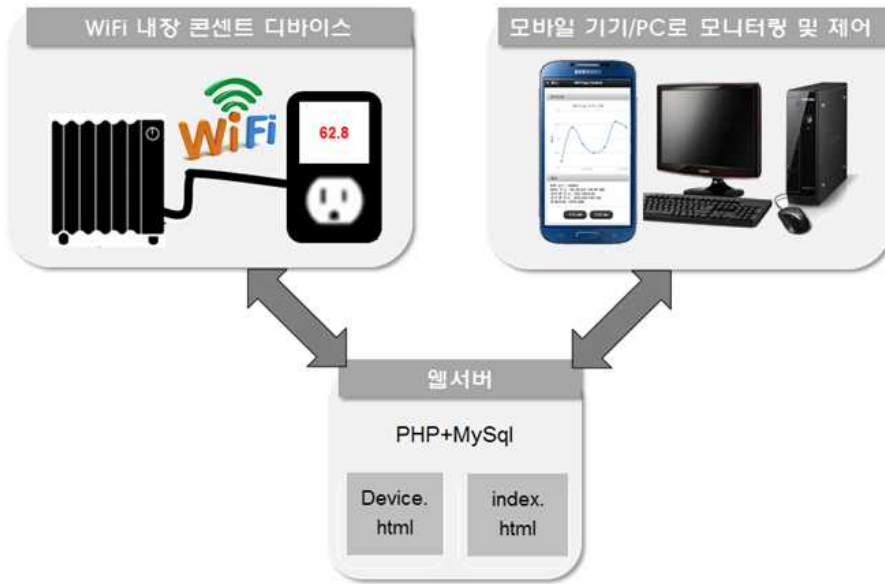 WiFi 내장 콘센트 디바이스
모바일 기기/PC로 모니터링 및 제어
WiFi
62.8
SAMSUNG
웹서버
PHP+MySql
Device.
html
index.
html